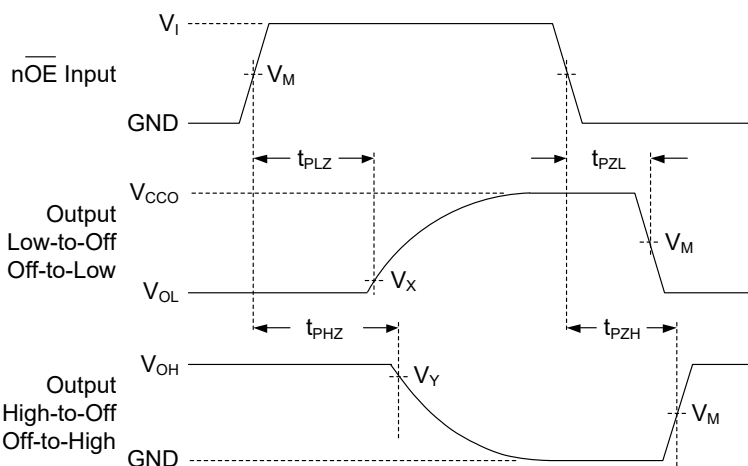 V_I
nOE Input
V_M
GND
t_PLZ
t_PZL
V_CCO
Output
Low-to-Off
Off-to-Low
V_M
V_X
V_OL
t_PHZ
t_PZH
V_OH
V_Y
Output
High-to-Off
Off-to-High
V_M
GND